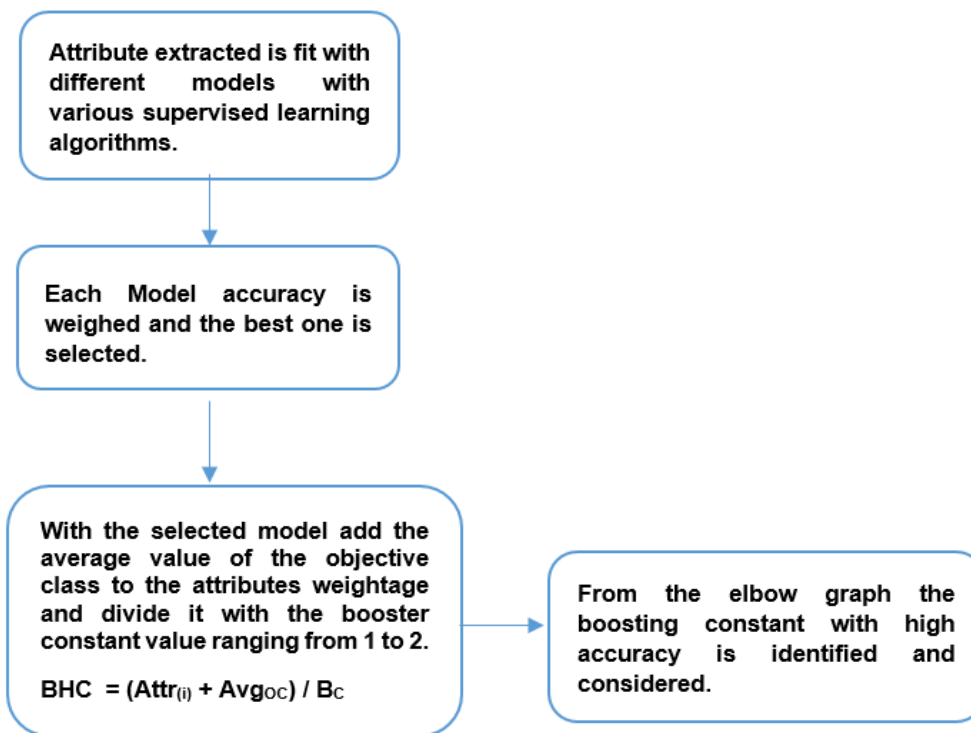 Attribute extracted is fit with
different models with
various supervised learning
algorithms.
Each Model accuracy is
weighed and the best one is
selected.
With the selected model add the
average value of the objective
class to the attributes weightage
and divide it with the booster
constant value ranging from 1 to 2.
BHC = (Attr(i) + AvgOC) / BC
From the elbow graph the
boosting constant with high
accuracy is identified and
considered.